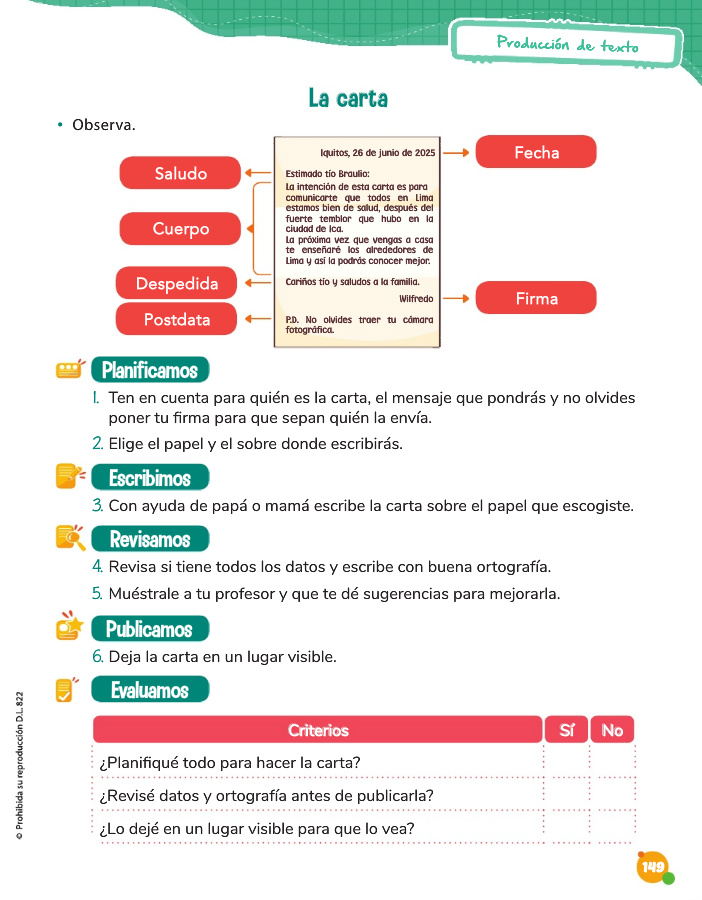 Producción de texto
La carta
• Observa.
Iquitos, 26 de junio de 2025
Fecha
Saludo
Estimado tío Braulio:
La intención de esta carta es para
comunicarte que todos en Lima
estamos bien de salud, después del
fuerte temblor que hubo en la
ciudad de Ica.
La próxima vez que vengas a casa
te enseñaré los alrededores de
Lima y así la podrás conocer mejor.
Cuerpo
Despedida
Cariños tío y saludos a la familia.
Wilfredo
Firma
Postdata
P.D. No olvides traer tu cámara
fotográfica.
Planificamos
1. Ten en cuenta para quién es la carta, el mensaje que pondrás y no olvides
poner tu firma para que sepan quién la envía.
2. Elige el papel y el sobre donde escribirás.
Escribimos
3. Con ayuda de papá o mamá escribe la carta sobre el papel que escogiste.
Revisamos
4. Revisa si tiene todos los datos y escribe con buena ortografía.
5. Muéstrale a tu profesor y que te dé sugerencias para mejorarla.
Publicamos
6. Deja la carta en un lugar visible.
Evaluamos
Criterios Sí No
¿Planifiqué todo para hacer la carta?
¿Revisé datos y ortografía antes de publicarla?
¿Lo dejé en un lugar visible para que lo vea?
© Prohibida su reproducción D.L. 822
149